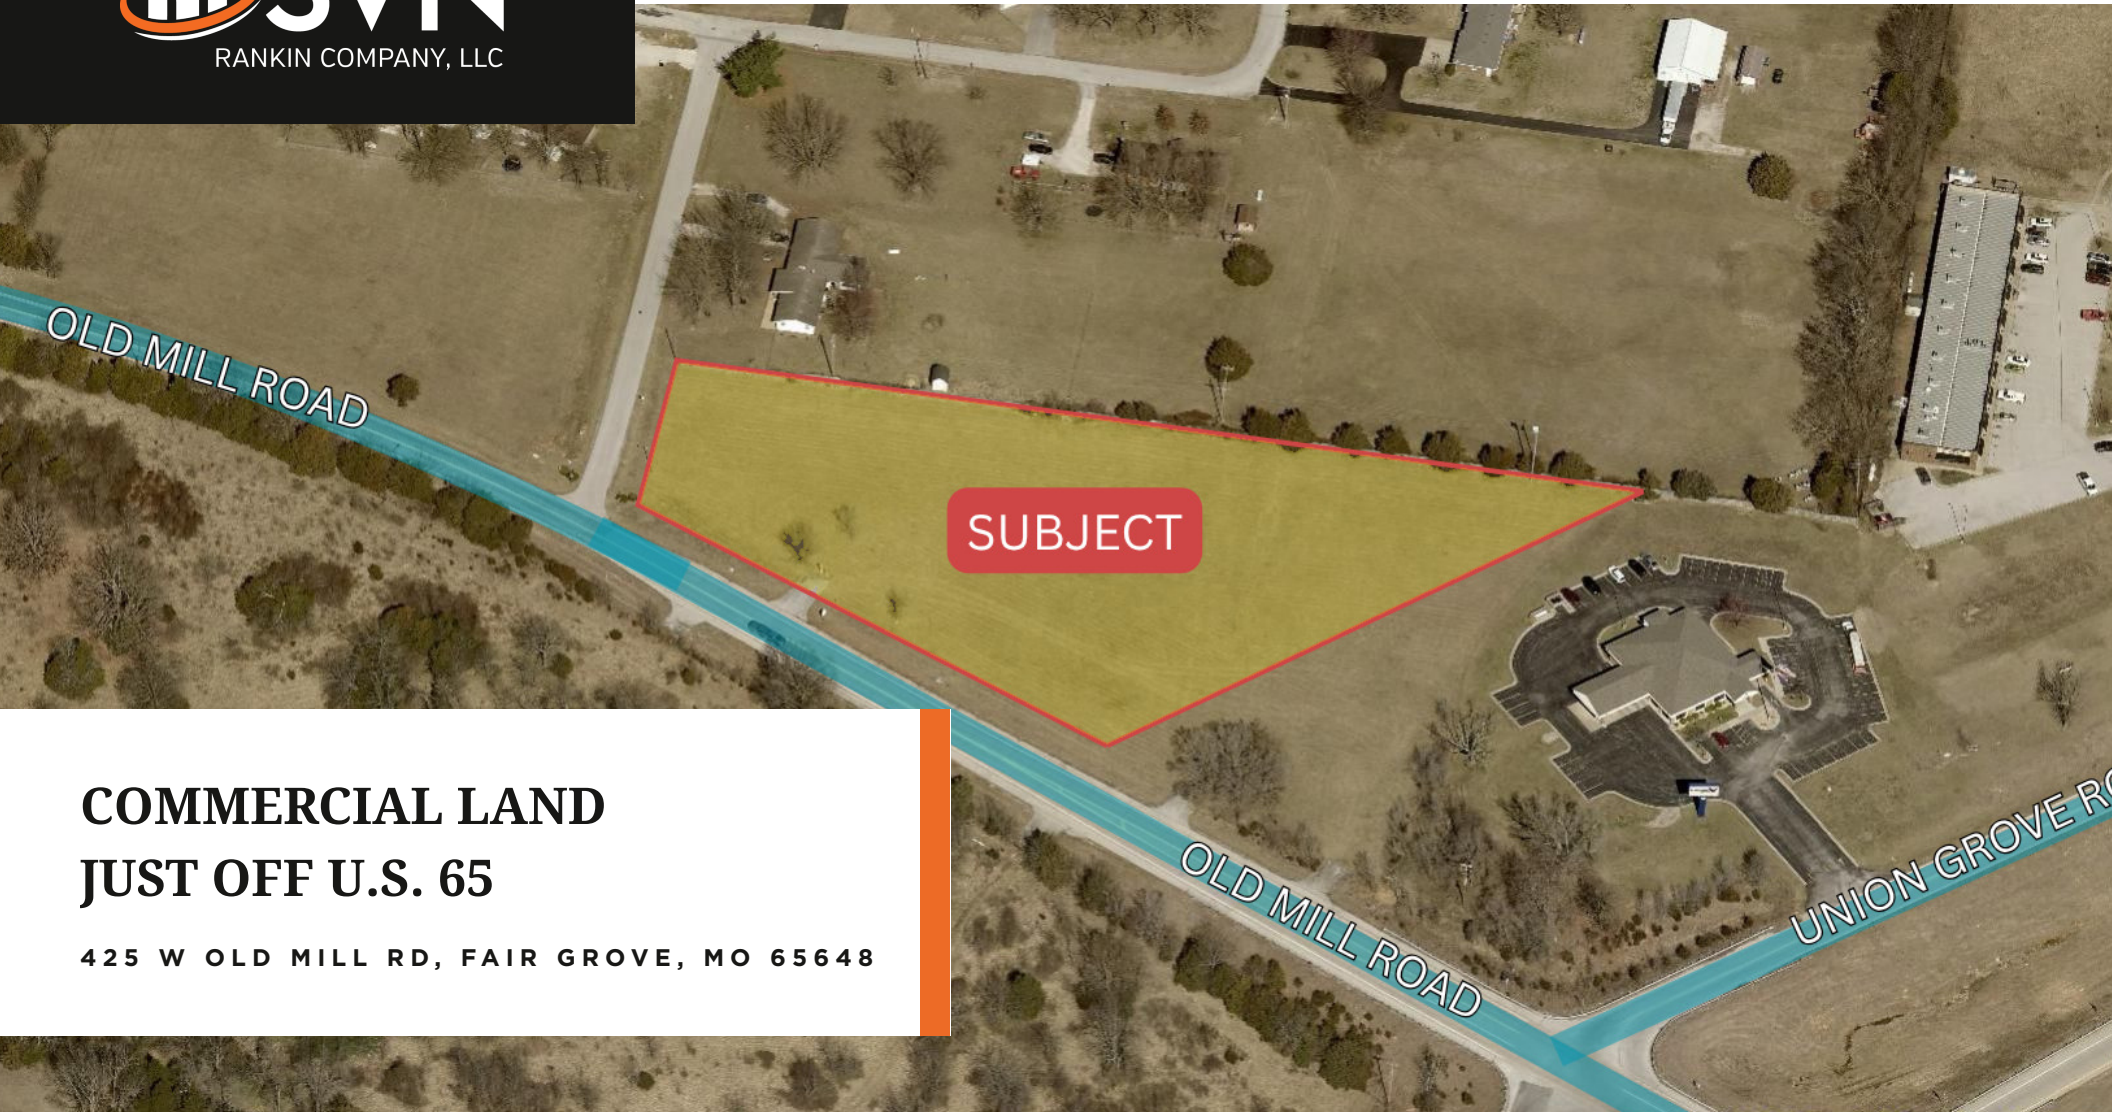 SVN
RANKIN COMPANY, LLC
OLD MILL ROAD
SUBJECT
COMMERCIAL LAND
JUST OFF U.S. 65
425 W OLD MILL RD, FAIR GROVE, MO 65648
OLD MILL ROAD
UNION GROVE